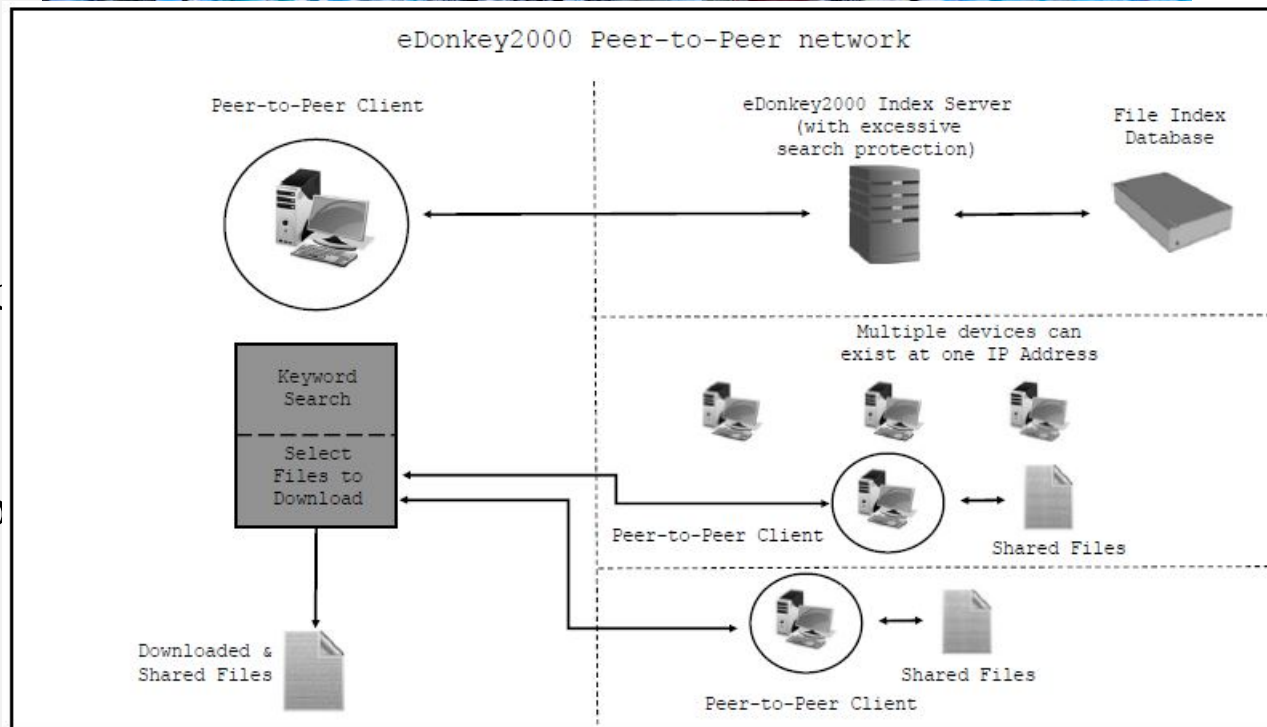 eDonkey2000 Peer-to-Peer network
Peer-to-Peer Client
eDonkey2000 Index Server
(with excessive
search protection)
File Index
Database
Multiple devices can
exist at one IP Address
Keyword
Search
Select
Files to
Download
Peer-to-Peer Client
Shared Files
Downloaded &
Shared Files
Shared Files
Peer-to-Peer Client